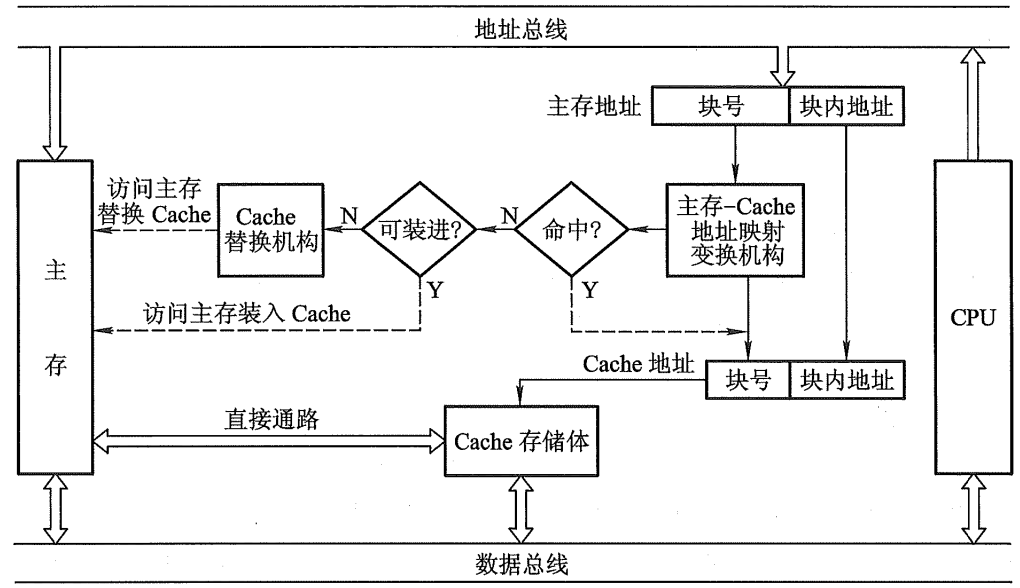 地址总线
主存地址
块号
块内地址
访问主存
替换 Cache
Cache
替换机构
N
可装进?
N
命中?
主存-Cache
地址映射
变换机构
Y
Y
主
存
访问主存装入 Cache
CPU
Cache 地址
块号
块内地址
直接通路
Cache 存储体
数据总线